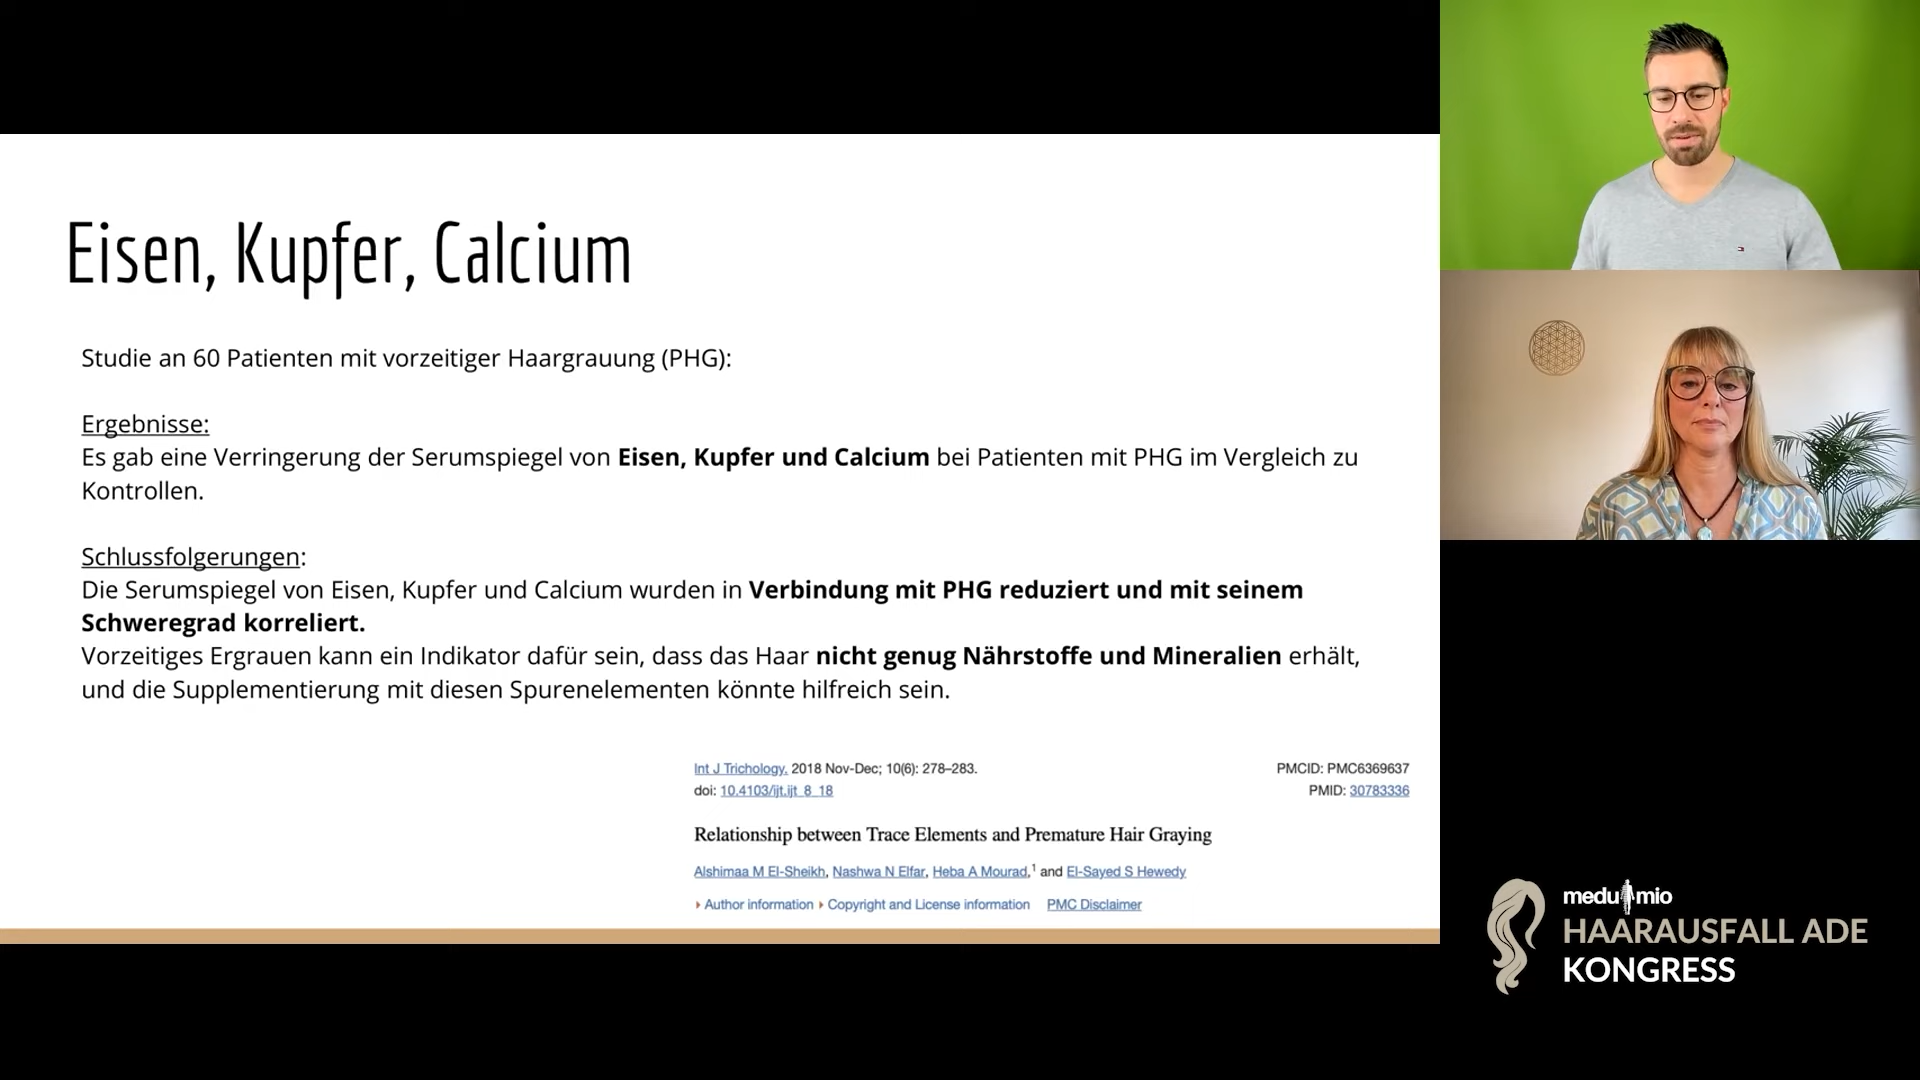 Eisen, Kupfer, Calcium
Studie an 60 Patienten mit vorzeitiger Haargrauung (PHG):
Ergebnisse:
Es gab eine Verringerung der Serumspiegel von Eisen, Kupfer und Calcium bei Patienten mit PHG im Vergleich zu
Kontrollen.
Schlussfolgerungen:
Die Serumspiegel von Eisen, Kupfer und Calcium wurden in Verbindung mit PHG reduziert und mit seinem
Schweregrad korreliert.
Vorzeitiges Ergrauen kann ein Indikator dafür sein, dass das Haar nicht genug Nährstoffe und Mineralien erhält,
und die Supplementierung mit diesen Spurenelementen könnte hilfreich sein.
Int J Trichology. 2018 Nov-Dec; 10(6): 278–283. PMCID: PMC6369637
doi: 10.4103/ijt.ijt_8_18 PMID: 30783336
Relationship between Trace Elements and Premature Hair Graying
Alshimaa M El-Sheikh, Nashwa N Elfar, Heba A Mourad,1 and El-Sayed S Hewedy
Author information Copyright and License information PMC Disclaimer
medumio
HAARAUSFALL ADE
KONGRESS